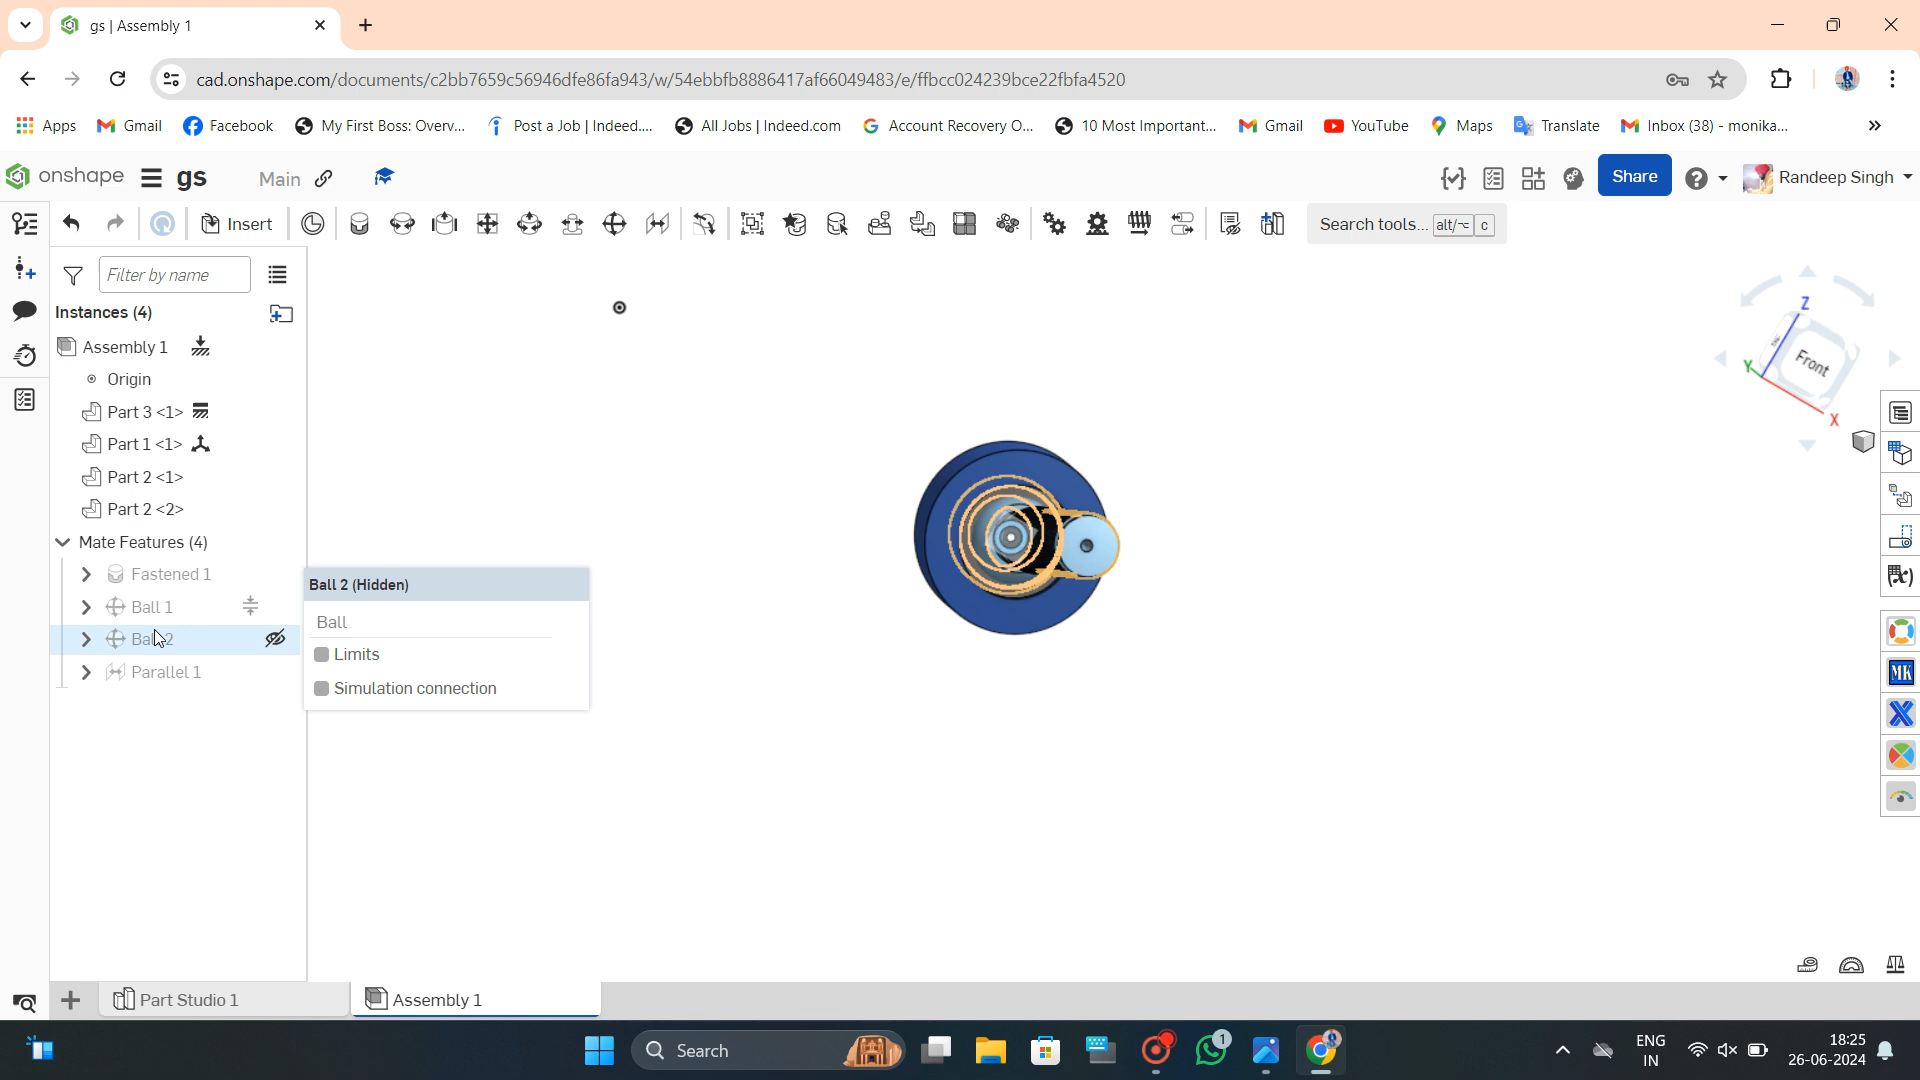 gs | Assembly 1
cad.onshape.com/documents/c2bb7659c56946dfe86fa943/w/54ebbfb8886417af66049483/e/ffbcc024239bce22fbfa4520
Apps Gmail Facebook My First Boss: Overv... Post a Job | Indeed.... All Jobs | Indeed.com Account Recovery O... 10 Most Important... Gmail YouTube Maps Translate Inbox (38) - monika... »
onshape gs Main Share Randeep Singh
Insert Search tools... alt/⌥ c
Filter by name
Instances (4)
Assembly 1
Origin
Part 3 <1>
Part 1 <1>
Part 2 <1>
Part 2 <2>
Mate Features (4)
Fastened 1
Ball 1
Ball 2
Parallel 1
Ball 2 (Hidden)
Ball
Limits
Simulation connection
Z
Front
Y
X
MK
(x)
Part Studio 1 Assembly 1
Search
1
ENG
IN
18:25
26-06-2024